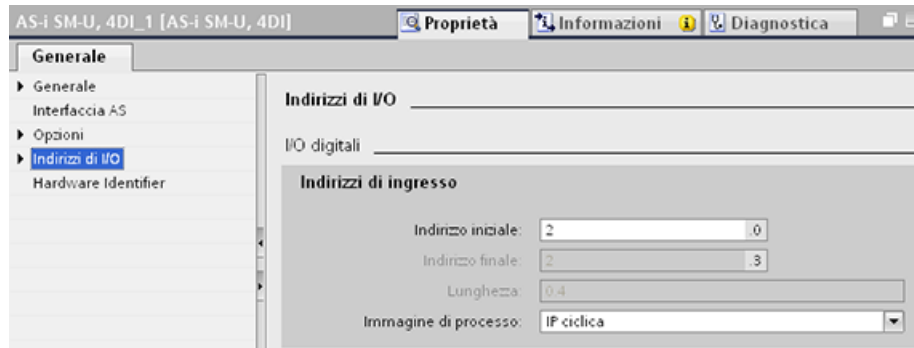 AS-i SM-U, 4DI_1 [AS-i SM-U, 4DI]
Proprietà
Informazioni
Diagnostica
Generale
Generale
Interfaccia AS
Opzioni
Indirizzi di I/O
Hardware Identifier
Indirizzi di I/O
I/O digitali
Indirizzi di ingresso
Indirizzo iniziale: 2 .0
Indirizzo finale: 2 .3
Lunghezza: 0.4
Immagine di processo: IP ciclica